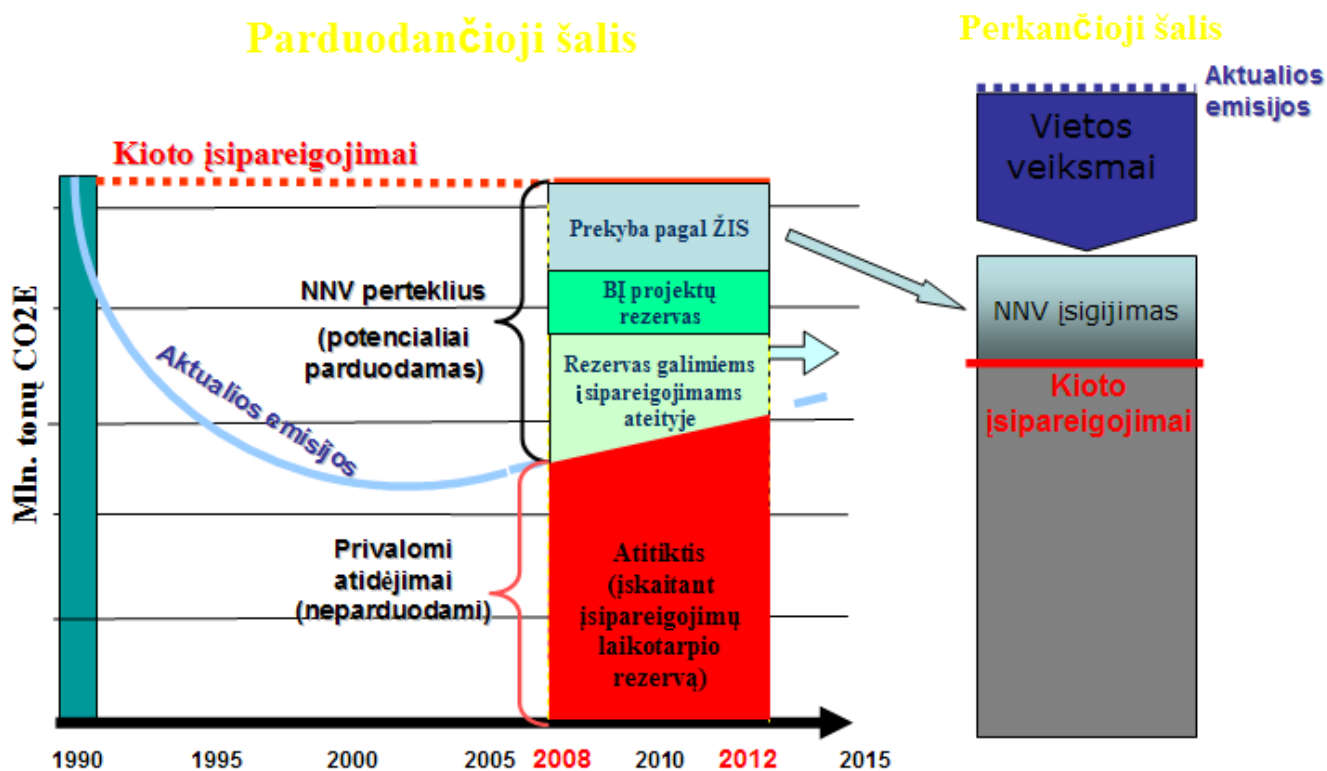 Parduodančioji šalis
Perkančioji šalis
Aktualios
emisijos
Vietos
veiksmai
Kioto įsipareigojimai
Prekyba pagal ŽIS
NNV perteklius
(potencialiai
parduodamas)
BĮ projektų
rezervas
NNV įsigijimas
Mln. tonų CO2E
Aktualios emisijos
Rezervas galimiems
įsipareigojimams
ateityje
Kioto
įsipareigojimai
Privalomi
atidėjimai
(neparduodami)
Atitiktis
(įskaitant
įsipareigojimų
laikotarpio
rezervą)
1990 1995 2000 2005 2008 2010 2012 2015